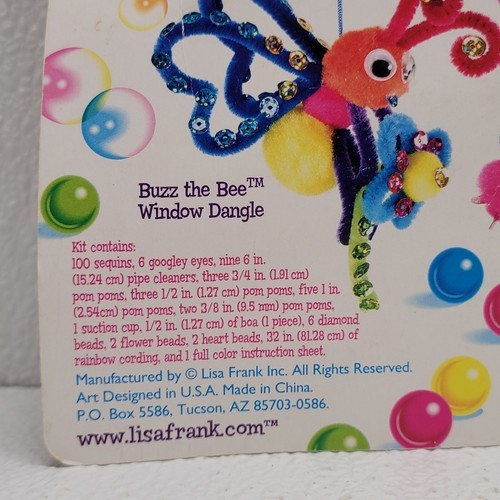 Buzz the Bee™
Window Dangle
Kit contains:
100 sequins, 6 googley eyes, nine 6 in.
(15.24 cm) pipe cleaners, three 3/4 in. (1.91 cm)
pom poms, three 1/2 in. (1.27 cm) pom poms, five 1 in.
(2.54cm) pom poms, two 3/8 in. (9.5 mm) pom poms,
1 suction cup, 1/2 in. (1.27 cm) of boa (1 piece), 6 diamond
beads, 2 flower beads, 2 heart beads, 32 in. (81.28 cm) of
rainbow cording, and 1 full color instruction sheet.
Manufactured by © Lisa Frank Inc. All Rights Reserved.
Art Designed in U.S.A. Made in China.
P.O. Box 5586, Tucson, AZ 85703-0586.
www.lisafrank.com™